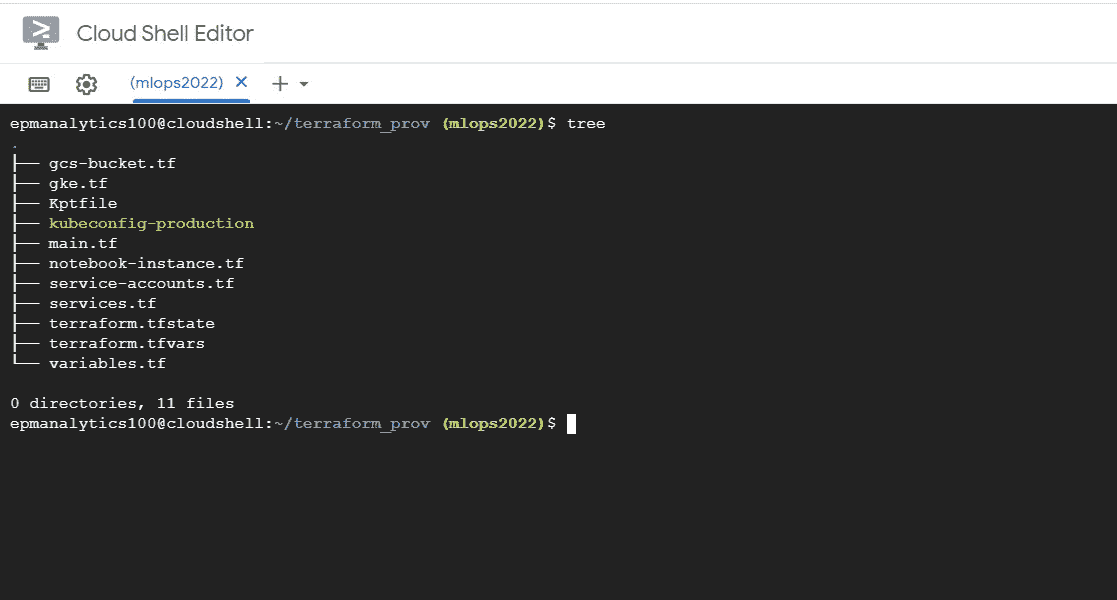 Cloud Shell Editor
(mlops2022)
epmanalytics100@cloudshell:~/terraform_prov (mlops2022)$ tree
.
├── gcs-bucket.tf
├── gke.tf
├── Kptfile
├── kubeconfig-production
├── main.tf
├── notebook-instance.tf
├── service-accounts.tf
├── services.tf
├── terraform.tfstate
├── terraform.tfvars
└── variables.tf
0 directories, 11 files
epmanalytics100@cloudshell:~/terraform_prov (mlops2022)$